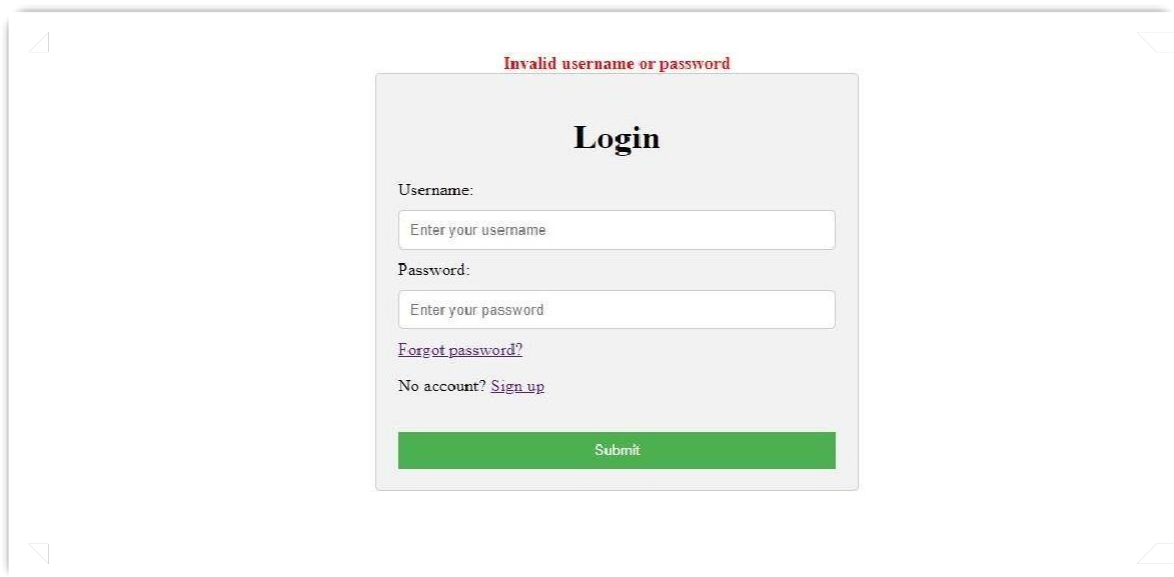 Invalid username or password
Login
Username:
Enter your username
Password:
Enter your password
Forgot password?
No account? Sign up
Submit